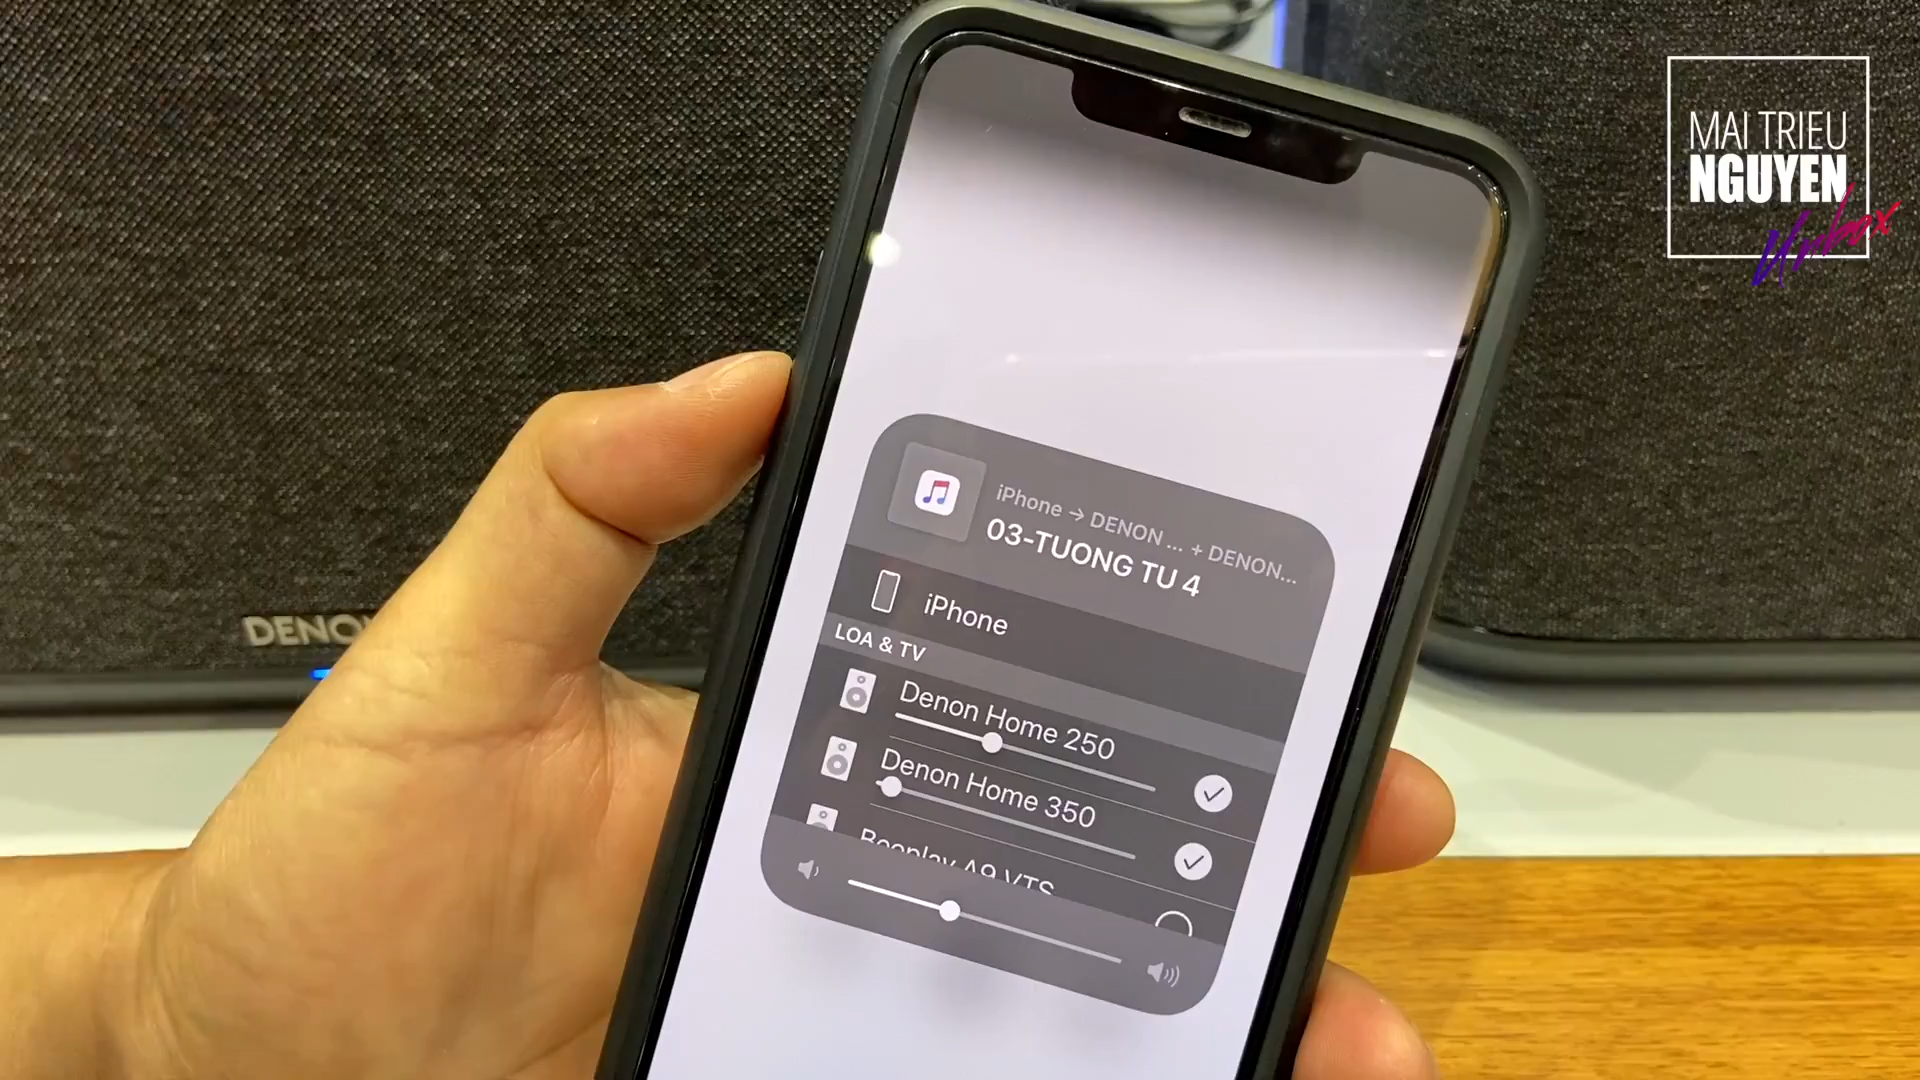 MAI TRIEU
NGUYEN
Unbox
DENON
iPhone → DENON ... + DENON...
03-TUONG TU 4
iPhone
LOA & TV
Denon Home 250
Denon Home 350
Beoplay A9 VTS